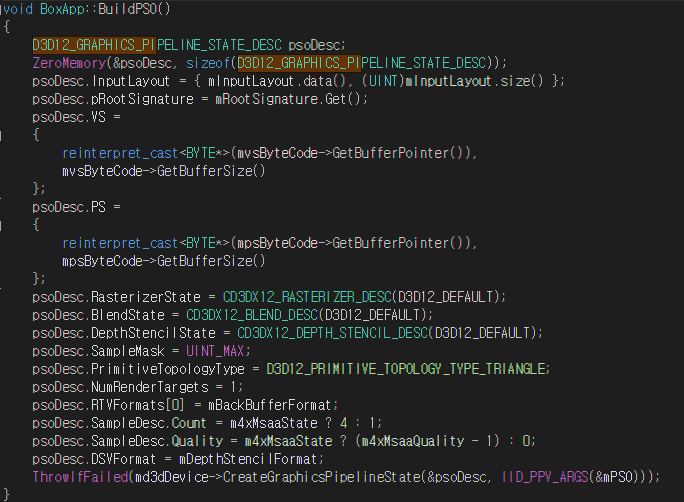 void BoxApp::BuildPSO()
{
D3D12_GRAPHICS_PIPELINE_STATE_DESC psoDesc;
ZeroMemory(&psoDesc, sizeof(D3D12_GRAPHICS_PIPELINE_STATE_DESC));
psoDesc.InputLayout = { mInputLayout.data(), (UINT)mInputLayout.size() };
psoDesc.pRootSignature = mRootSignature.Get();
psoDesc.VS =
{
reinterpret_cast<BYTE*>(mvsByteCode->GetBufferPointer()),
mvsByteCode->GetBufferSize()
};
psoDesc.PS =
{
reinterpret_cast<BYTE*>(mpsByteCode->GetBufferPointer()),
mpsByteCode->GetBufferSize()
};
psoDesc.RasterizerState = CD3DX12_RASTERIZER_DESC(D3D12_DEFAULT);
psoDesc.BlendState = CD3DX12_BLEND_DESC(D3D12_DEFAULT);
psoDesc.DepthStencilState = CD3DX12_DEPTH_STENCIL_DESC(D3D12_DEFAULT);
psoDesc.SampleMask = UINT_MAX;
psoDesc.PrimitiveTopologyType = D3D12_PRIMITIVE_TOPOLOGY_TYPE_TRIANGLE;
psoDesc.NumRenderTargets = 1;
psoDesc.RTVFormats[0] = mBackBufferFormat;
psoDesc.SampleDesc.Count = m4xMsaaState ? 4 : 1;
psoDesc.SampleDesc.Quality = m4xMsaaState ? (m4xMsaaQuality - 1) : 0;
psoDesc.DSVFormat = mDepthStencilFormat;
ThrowIfFailed(md3dDevice->CreateGraphicsPipelineState(&psoDesc, IID_PPV_ARGS(&mPSO)));
}